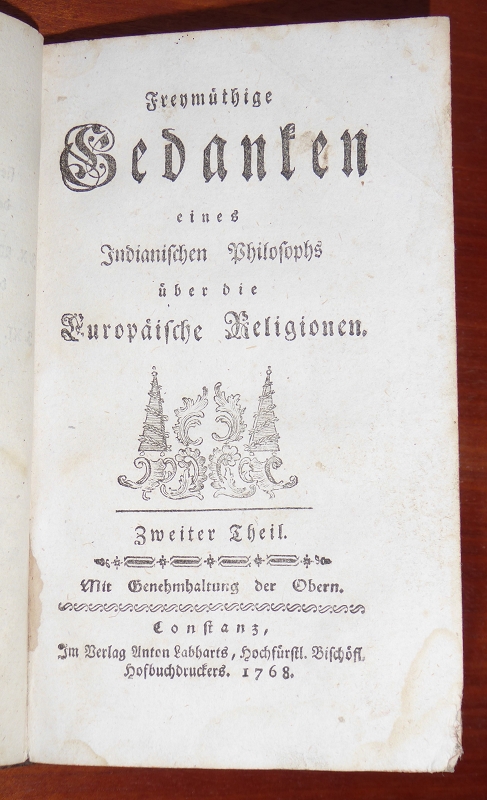 Freymüthige
Gedanken
eines
Indianischen Philosophs
über die
Europäische Religionen.
Zweiter Theil.
Mit Genehmhaltung der Obern.
Constanz,
Im Verlag Anton Labharts, Hochfürstl. Bischöfl.
Hofbuchdruckers. 1768.